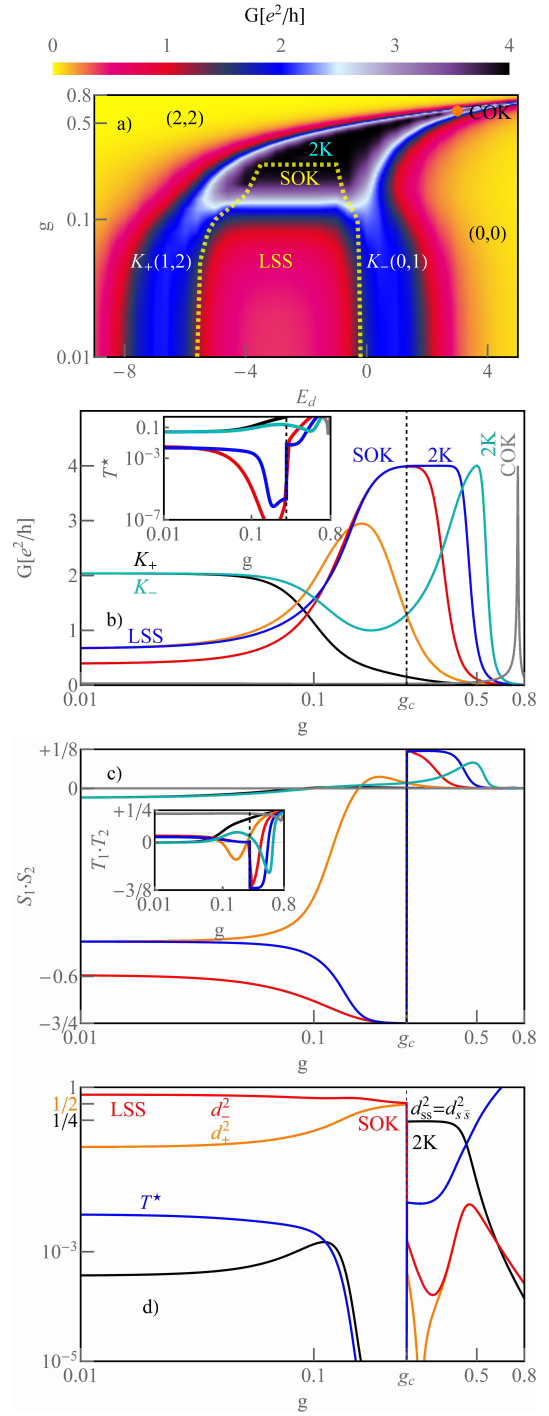 G[e²/h]
0 1 2 3 4
0.8
0.5
0.1
0.01
g
a)
(2,2)
COK
2K
SOK
K₊(1,2)
LSS
K₋(0,1)
(0,0)
−8 −4 0 4
E_d
G[e²/h]
4
3
2
1
0
0.1
10⁻³
10⁻⁷
T★
0.01 0.1 0.8
g
SOK
2K
2K
COK
K₊
K₋
LSS
b)
0.01 0.1 g_c 0.5 0.8
g
+1/8
0
−0.6
−3/4
S₁·S₂
c)
+1/4
0
−3/8
T₁·T₂
0.01 0.1 0.8
g
0.01 0.1 g_c 0.5 0.8
g
1
1/2
1/4
10⁻³
10⁻⁵
LSS
d₋²
d₊²
SOK
d²_ss=d²_ss̄
2K
T★
d)
0.01 0.1 g_c 0.5 0.8
g